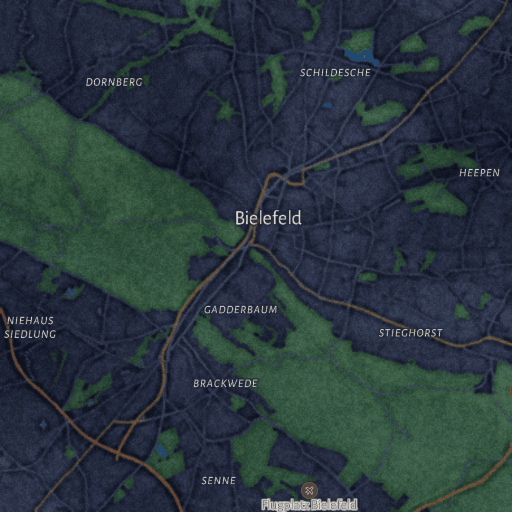 SCHILDESCHE
DORNBERG
HEEPEN
Bielefeld
GADDERBAUM
NIEHAUS
SIEDLUNG
STIEGHORST
BRACKWEDE
SENNE
Flugplatz Bielefeld